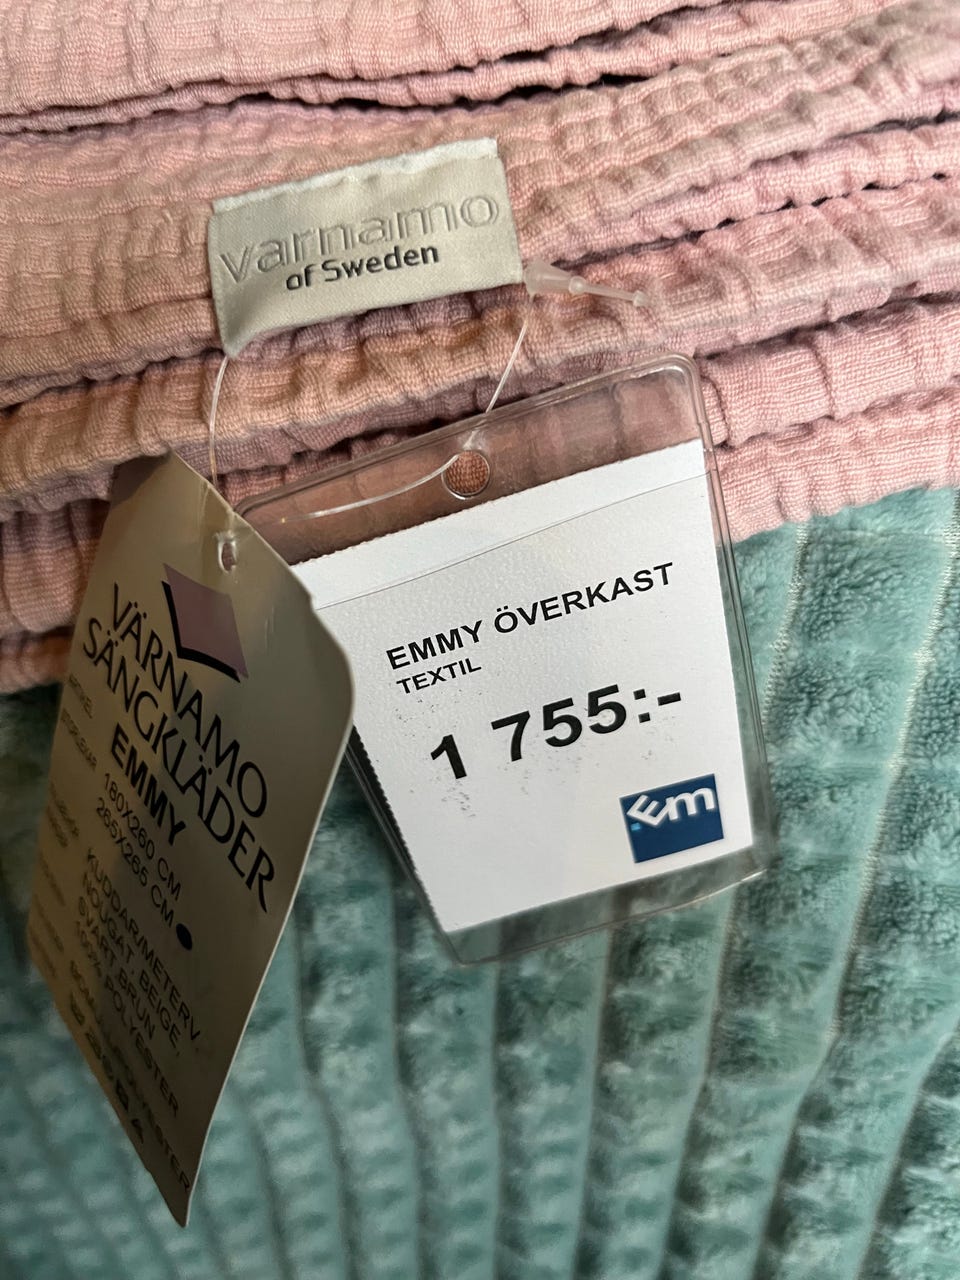 varnamo
of Sweden
EMMY ÖVERKAST
TEXTIL
1 755:-
Em
VÄRNAMO
SÄNGKLÄDER
EMMY
180X260 CM
265X265 CM
KUDDAR/METERV
NOUGAT, BEIGE,
SVART, BRUN
100% POLYESTER